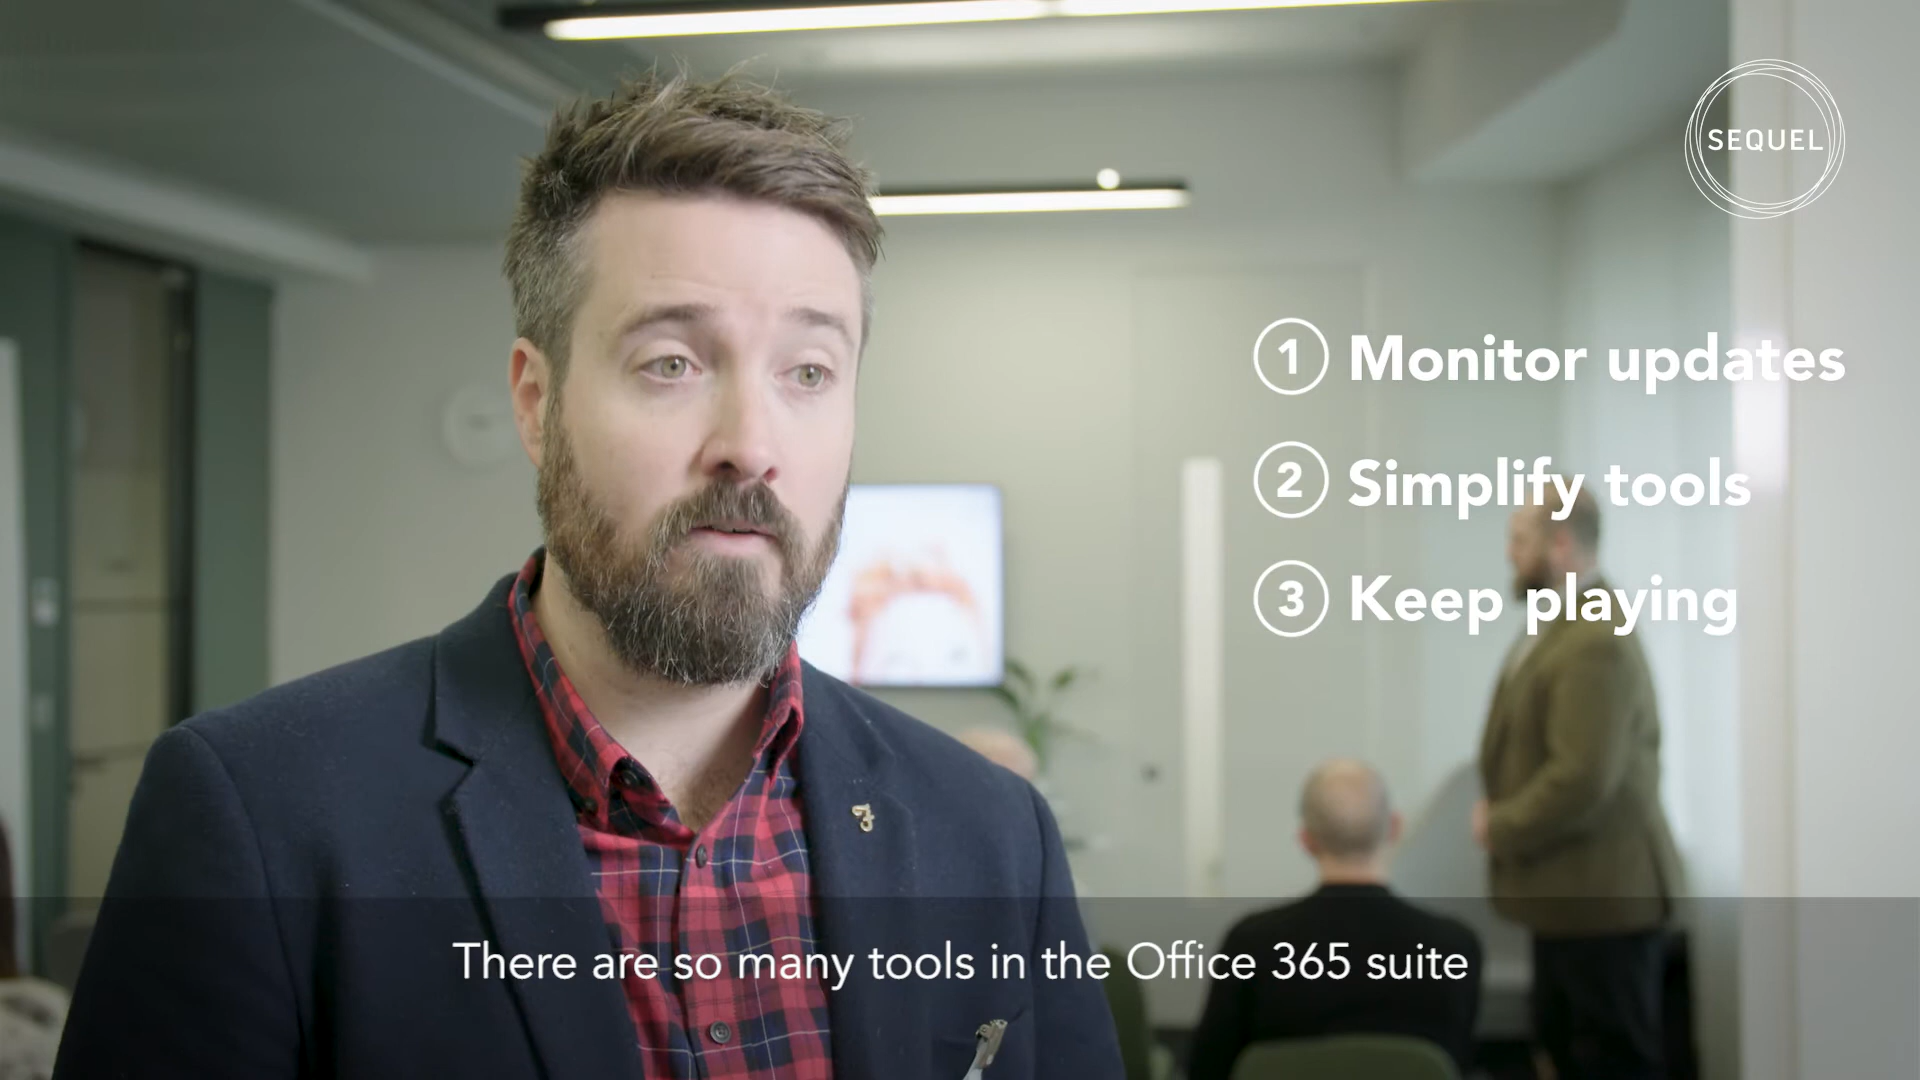 SEQUEL
1 Monitor updates
2 Simplify tools
3 Keep playing
There are so many tools in the Office 365 suite